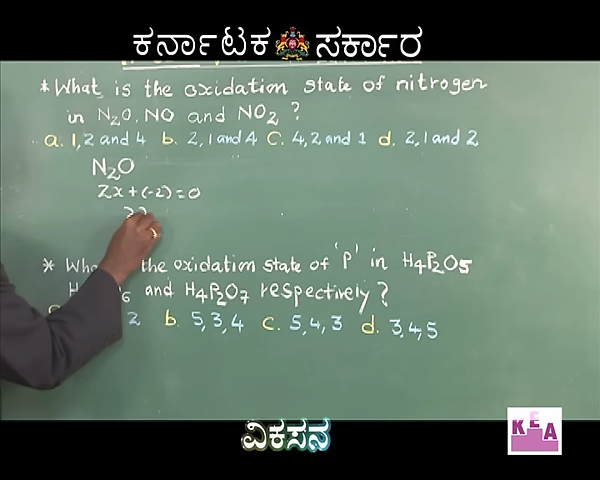 ಕರ್ನಾಟಕ ಸರ್ಕಾರ
* What is the oxidation state of nitrogen
in N₂O, NO and NO₂ ?
a. 1, 2 and 4 b. 2, 1 and 4 C. 4, 2 and 1 d. 2, 1 and 2
N₂O
2x + (-2) = 0
* the oxidation state of 'P' in H₄P₂O₅
and H₄P₂O₇ respectively ?
2 b. 5, 3, 4 C. 5, 4, 3 d. 3, 4, 5
ವಿಕಸನ
KEA